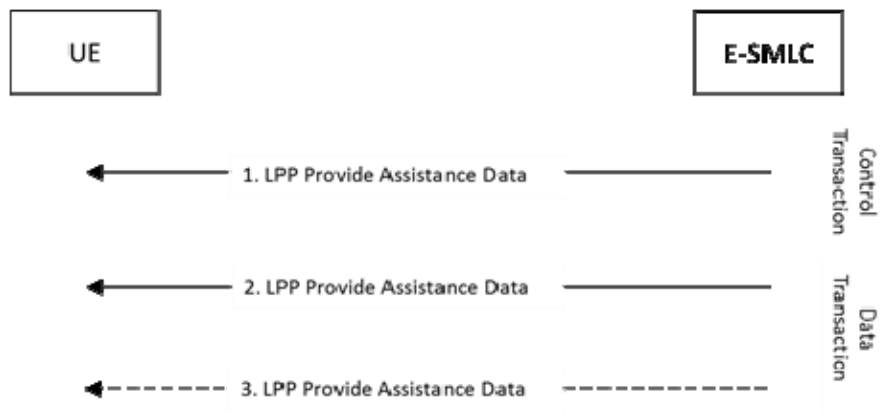 UE
E-SMLC
1. LPP Provide Assistance Data
Control
Transaction
2. LPP Provide Assistance Data
Data
Transaction
3. LPP Provide Assistance Data